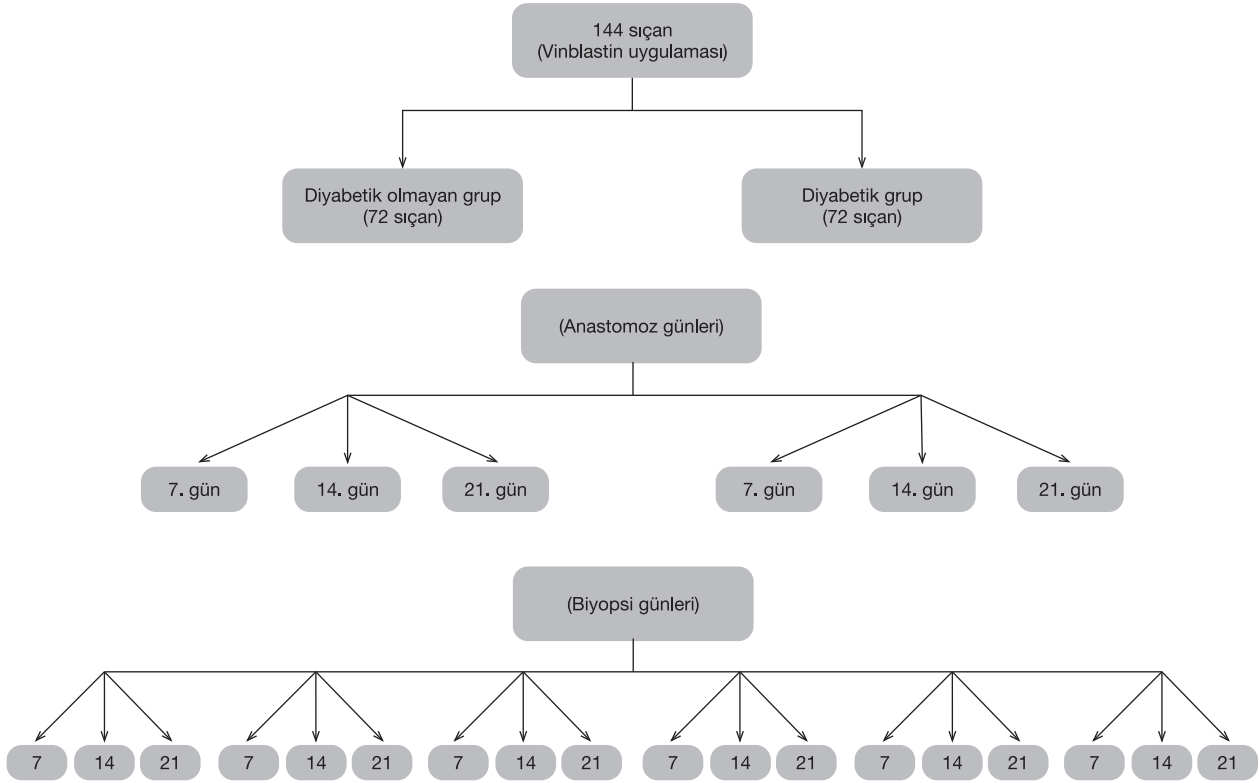 144 sıçan
(Vinblastin uygulaması)
Diyabetik olmayan grup
(72 sıçan)
Diyabetik grup
(72 sıçan)
(Anastomoz günleri)
7. gün
14. gün
21. gün
7. gün
14. gün
21. gün
(Biyopsi günleri)
7
14
21
7
14
21
7
14
21
7
14
21
7
14
21
7
14
21